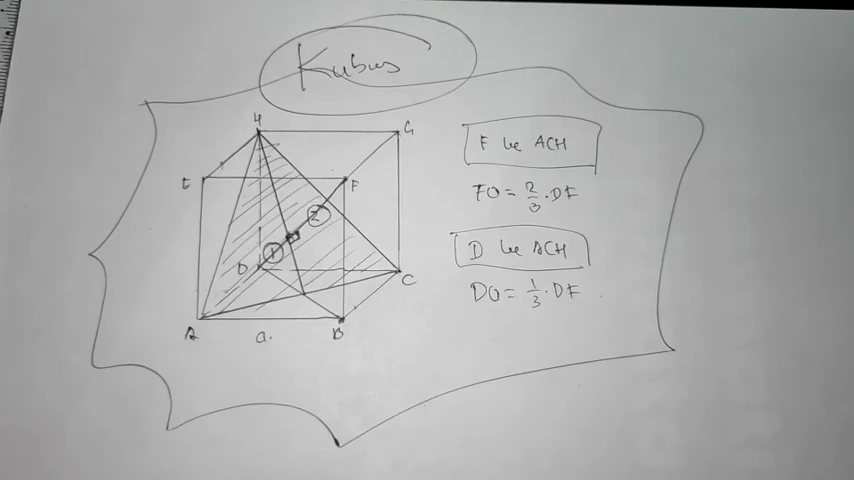 Kubus
H
G
F ke ACH
E
F
FO = 2/3 · DF
2
1
D ke ACH
D
C
DO = 1/3 · DF
A
a.
B